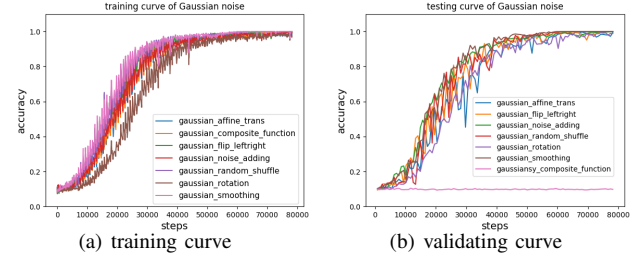 training curve of Gaussian noise
accuracy
1.0
0.8
0.6
0.4
0.2
0.0
gaussian_affine_trans
gaussian_composite_function
gaussian_flip_leftright
gaussian_noise_adding
gaussian_random_shuffle
gaussian_rotation
gaussian_smoothing
0 10000 20000 30000 40000 50000 60000 70000 80000
steps
(a) training curve
testing curve of Gaussian noise
accuracy
1.0
0.8
0.6
0.4
0.2
0.0
gaussian_affine_trans
gaussian_flip_leftright
gaussian_noise_adding
gaussian_random_shuffle
gaussian_rotation
gaussian_smoothing
gaussiansy_composite_function
0 10000 20000 30000 40000 50000 60000 70000 80000
steps
(b) validating curve